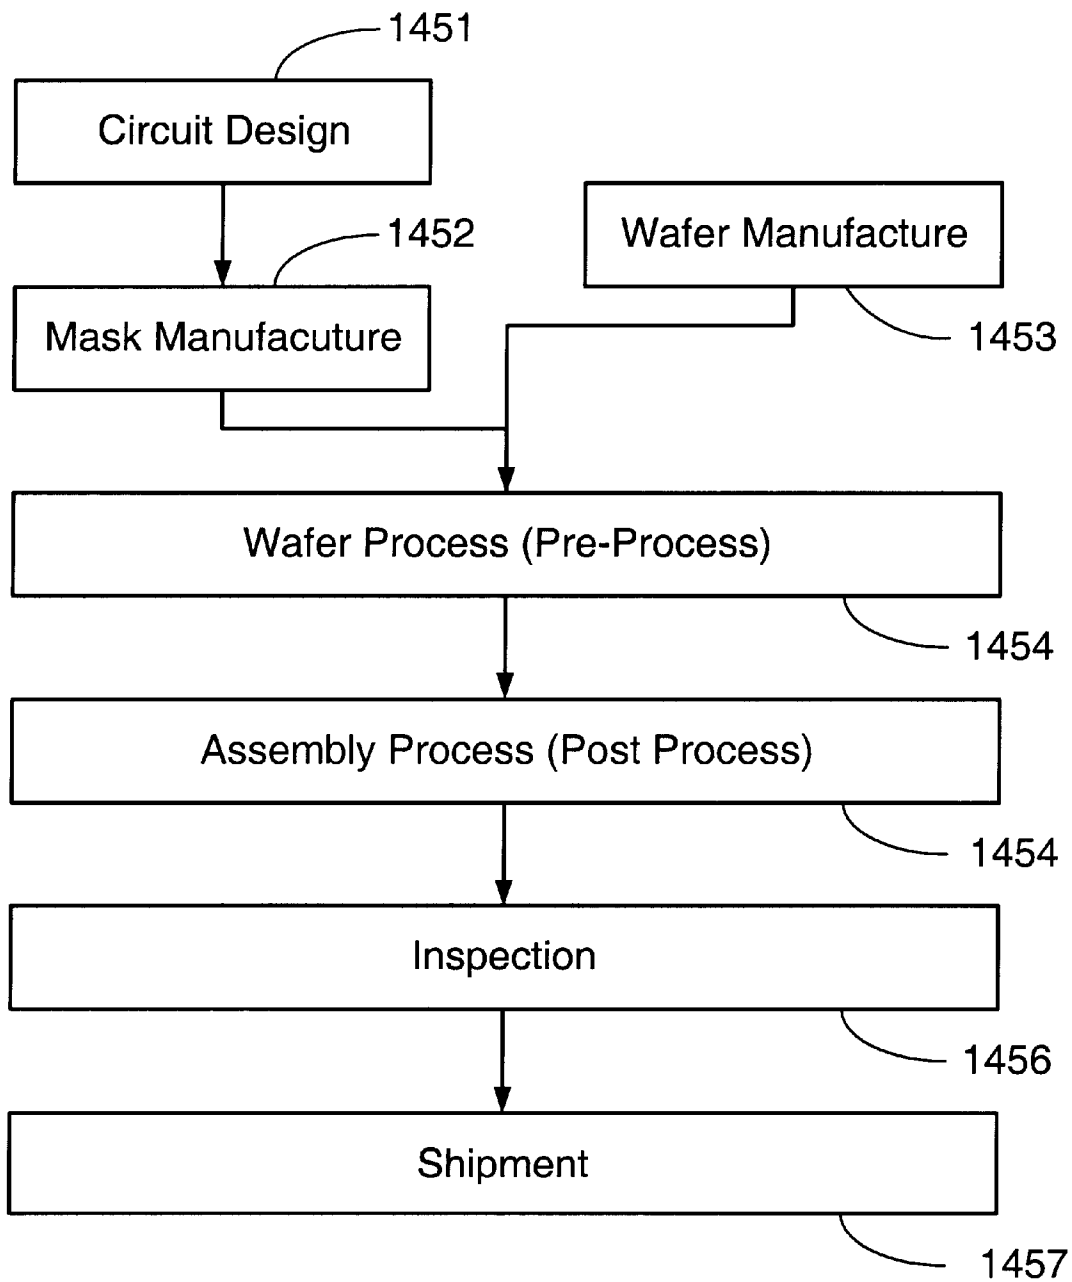 1451
Circuit Design
1452
Wafer Manufacture
Mask Manufacuture
1453
Wafer Process (Pre-Process)
1454
Assembly Process (Post Process)
1454
Inspection
1456
Shipment
1457